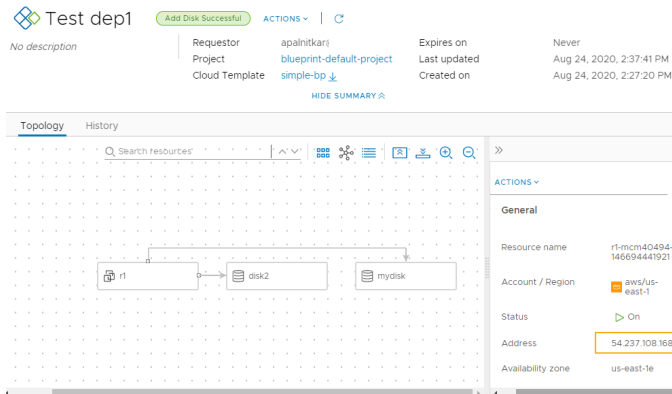 Test dep1
Add Disk Successful
ACTIONS
No description
Requestor apalnitkar
Expires on Never
Project blueprint-default-project
Last updated Aug 24, 2020, 2:37:41 PM
Cloud Template simple-bp
Created on Aug 24, 2020, 2:27:20 PM
HIDE SUMMARY
Topology History
Search resources
ACTIONS
General
Resource name r1-mcm40494-
146694441921
r1
disk2
mydisk
Account / Region aws/us-
east-1
Status On
Address 54.237.108.168
Availability zone us-east-1e